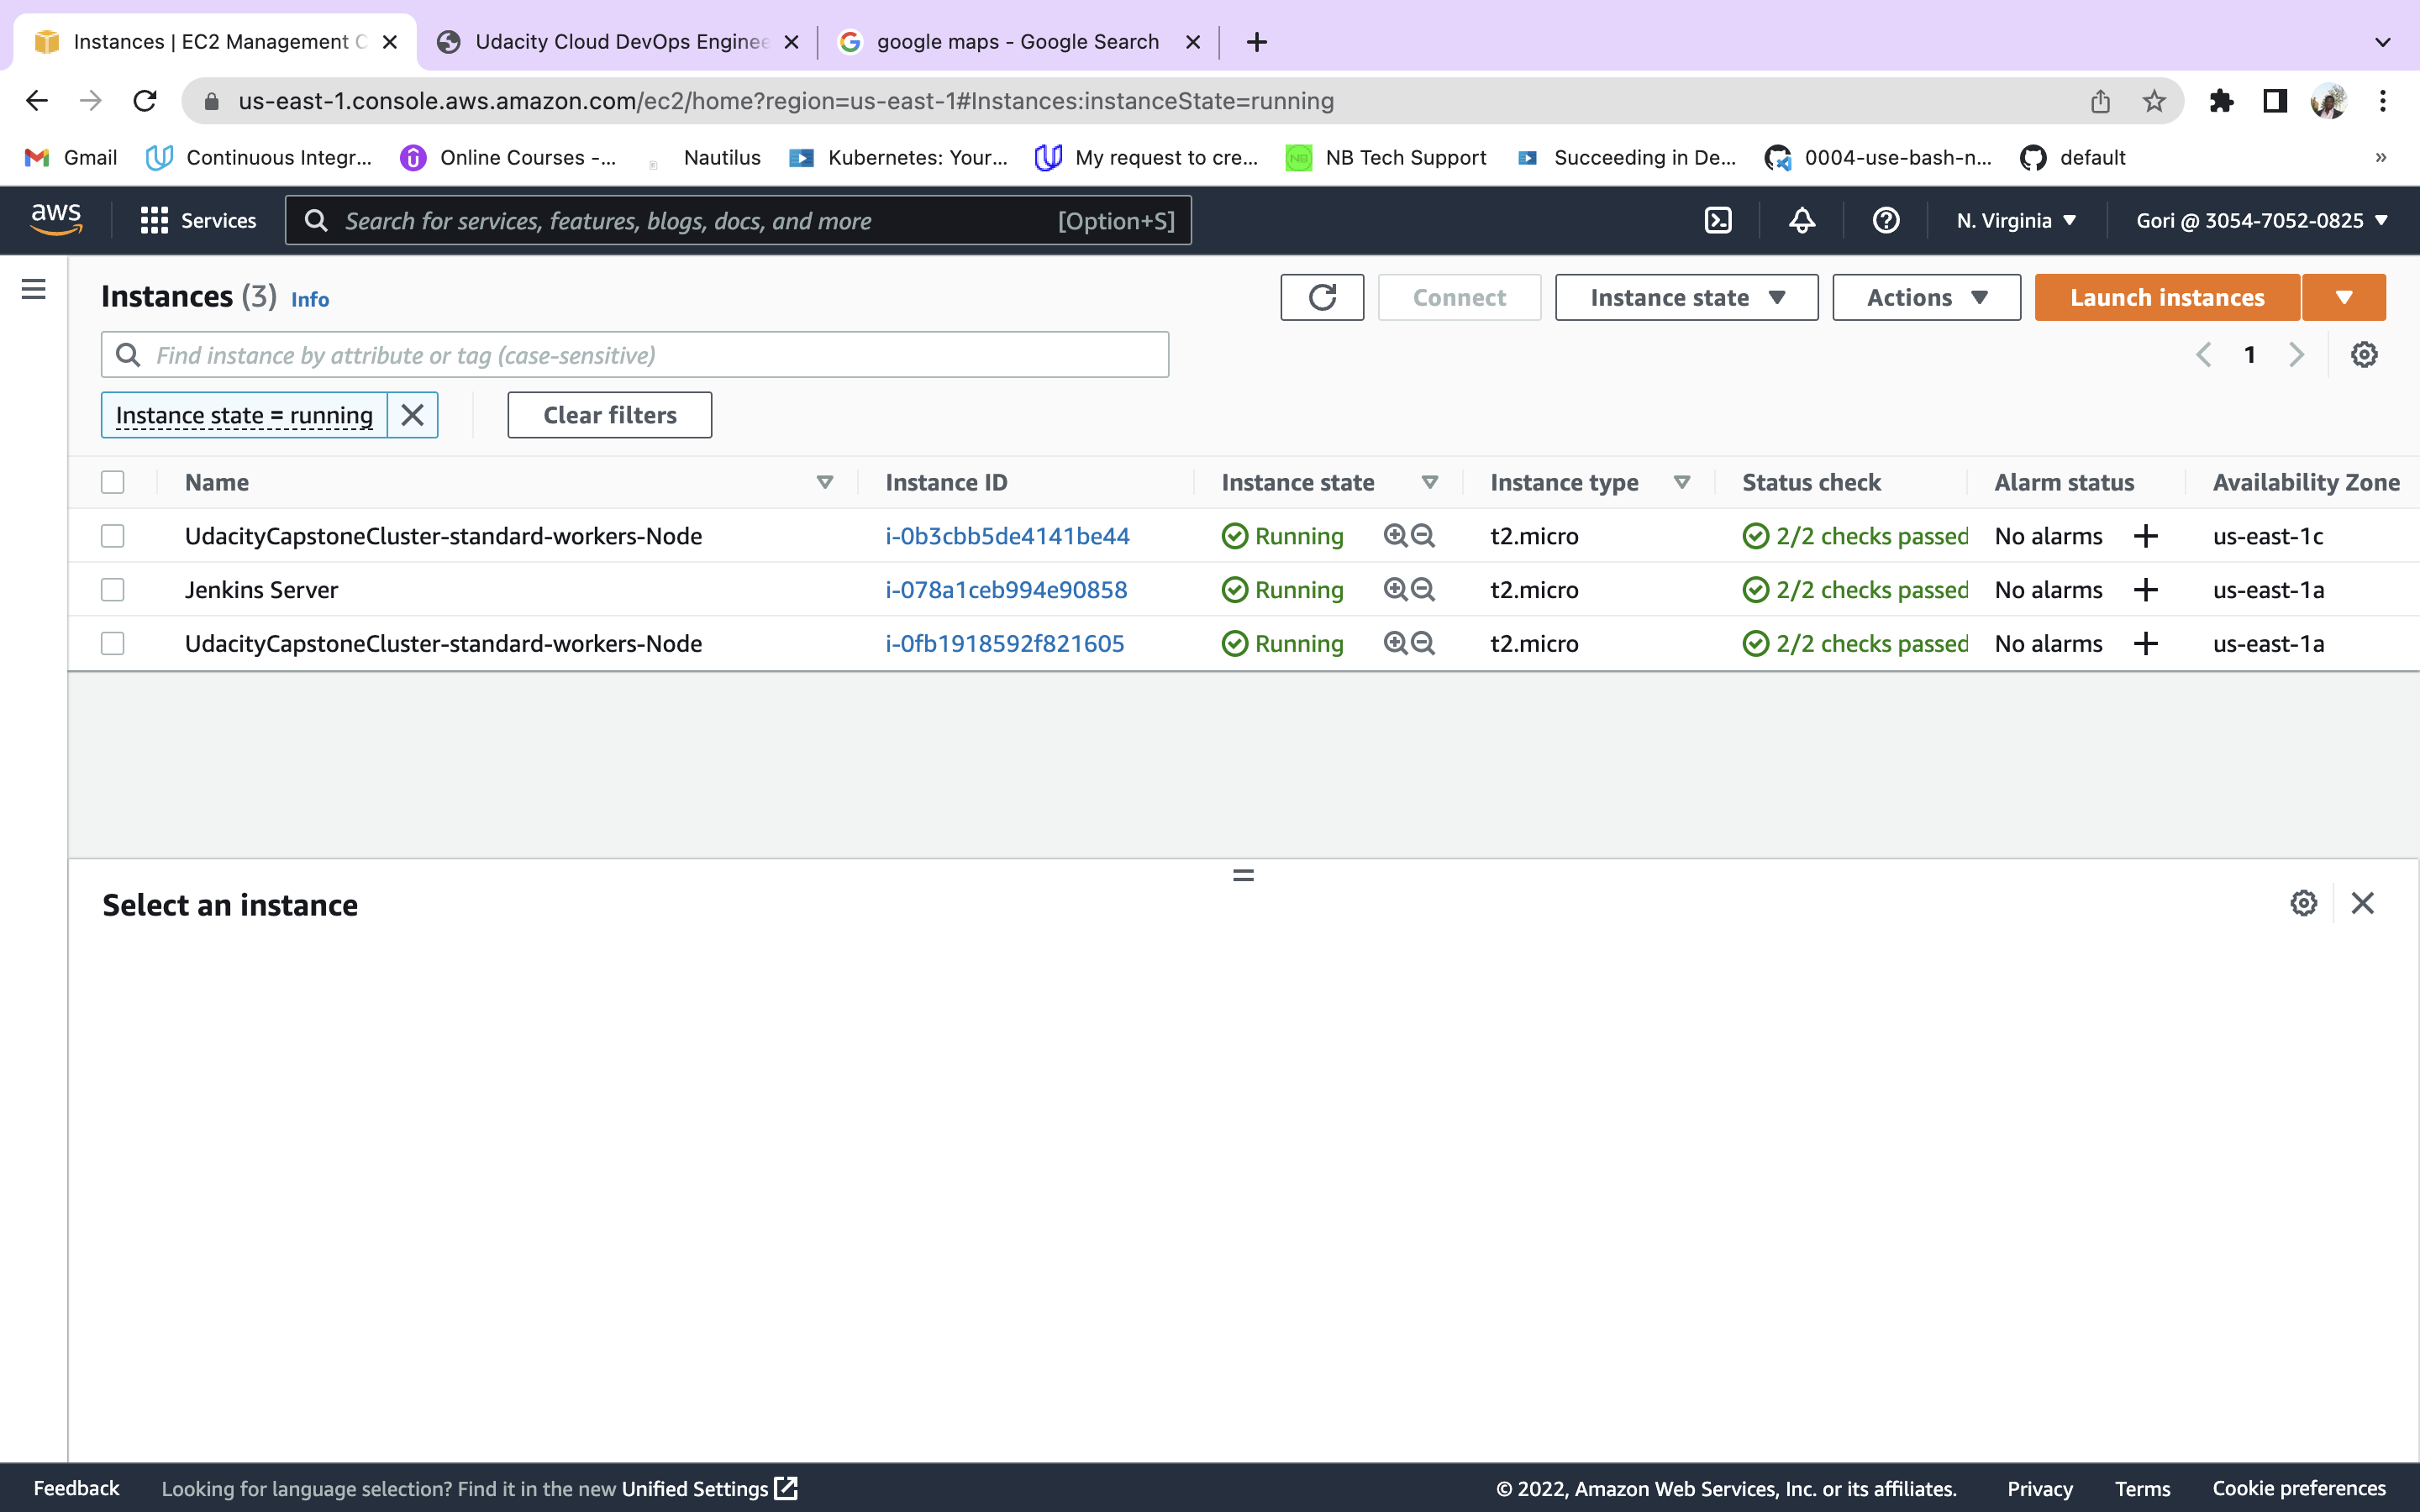 Instances | EC2 Management C
Udacity Cloud DevOps Enginee
google maps - Google Search
us-east-1.console.aws.amazon.com/ec2/home?region=us-east-1#Instances:instanceState=running
Gmail Continuous Integr... Online Courses -... Nautilus Kubernetes: Your... My request to cre... NB Tech Support Succeeding in De... 0004-use-bash-n... default »
aws Services Search for services, features, blogs, docs, and more [Option+S] N. Virginia Gori @ 3054-7052-0825
Instances (3) Info Connect Instance state Actions Launch instances
Find instance by attribute or tag (case-sensitive) 1
Instance state = running Clear filters
Name Instance ID Instance state Instance type Status check Alarm status Availability Zone
UdacityCapstoneCluster-standard-workers-Node i-0b3cbb5de4141be44 Running t2.micro 2/2 checks passed No alarms + us-east-1c
Jenkins Server i-078a1ceb994e90858 Running t2.micro 2/2 checks passed No alarms + us-east-1a
UdacityCapstoneCluster-standard-workers-Node i-0fb1918592f821605 Running t2.micro 2/2 checks passed No alarms + us-east-1a
Select an instance
Feedback Looking for language selection? Find it in the new Unified Settings © 2022, Amazon Web Services, Inc. or its affiliates. Privacy Terms Cookie preferences